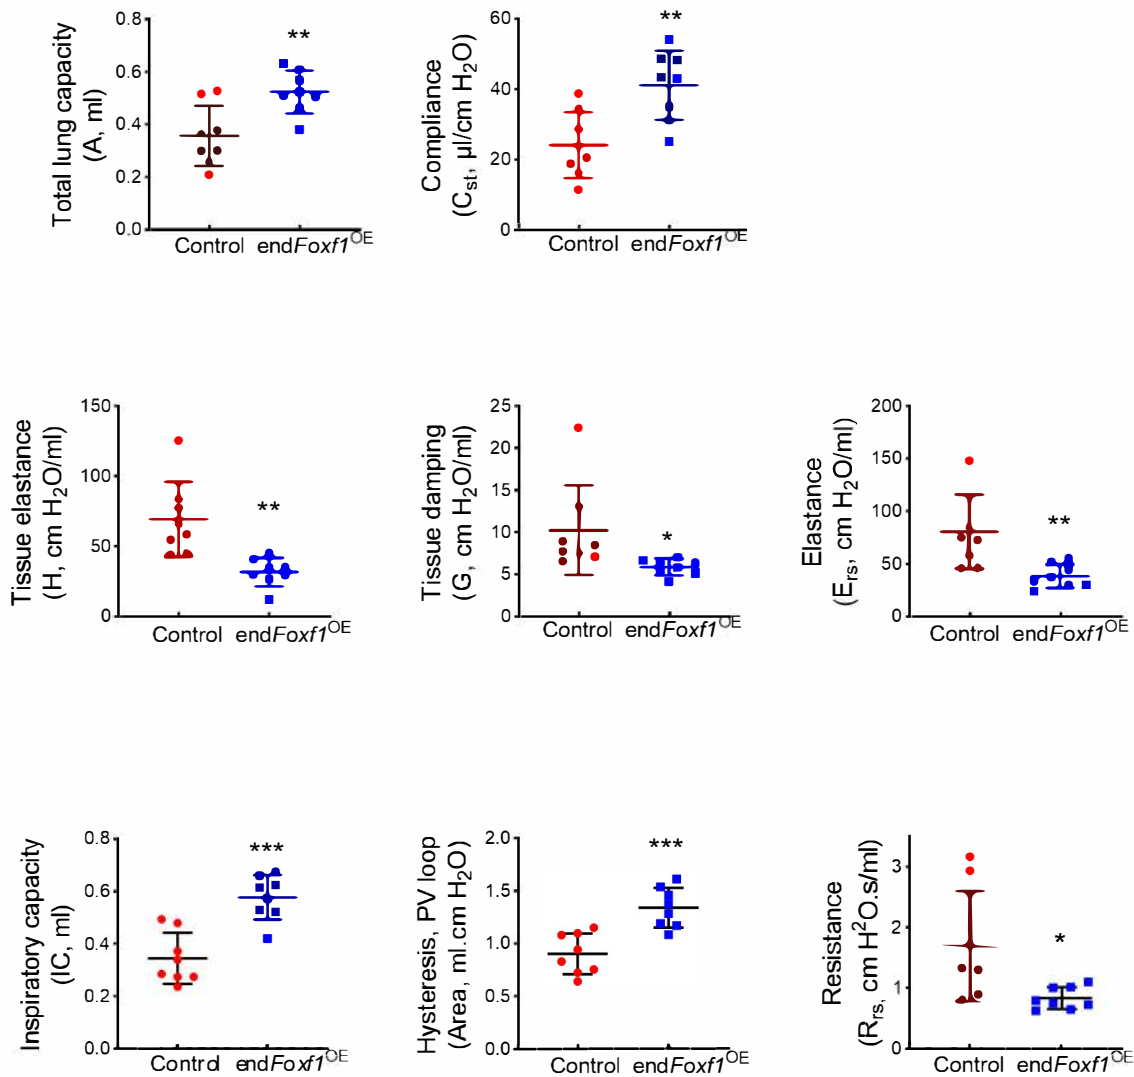 Total lung capacity
(A, ml)
0.8
0.6
0.4
0.2
0.0
**
Control endFoxf1OE
Compliance
(Cst, µl/cm H2O)
60
40
20
0
**
Control endFoxf1OE
Tissue elastance
(H, cm H2O/ml)
150
100
50
0
**
Control endFoxf1OE
Tissue damping
(G, cm H2O/ml)
25
20
15
10
5
0
*
Control endFoxf1OE
Elastance
(Ers, cm H2O/ml)
200
150
100
50
0
**
Control endFoxf1OE
Inspiratory capacity
(IC, ml)
0.8
0.6
0.4
0.2
0.0
***
Control endFoxf1OE
Hysteresis, PV loop
(Area, ml.cm H2O)
2.0
1.5
1.0
0.5
0.0
***
Control endFoxf1OE
Resistance
(Rrs, cm H2O.s/ml)
3
2
1
0
*
Control endFoxf1OE